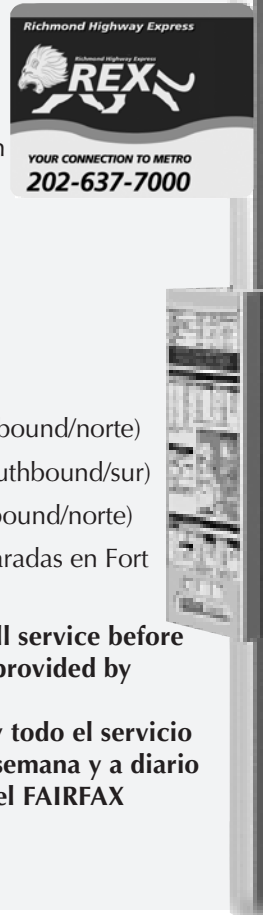 Richmond Highway Express
Richmond Highway Express
REX
YOUR CONNECTION TO METRO
202-637-7000
bound/norte)
uthbound/sur)
bound/norte)
aradas en Fort
ll service before
provided by
y todo el servicio
semana y a diario
el FAIRFAX